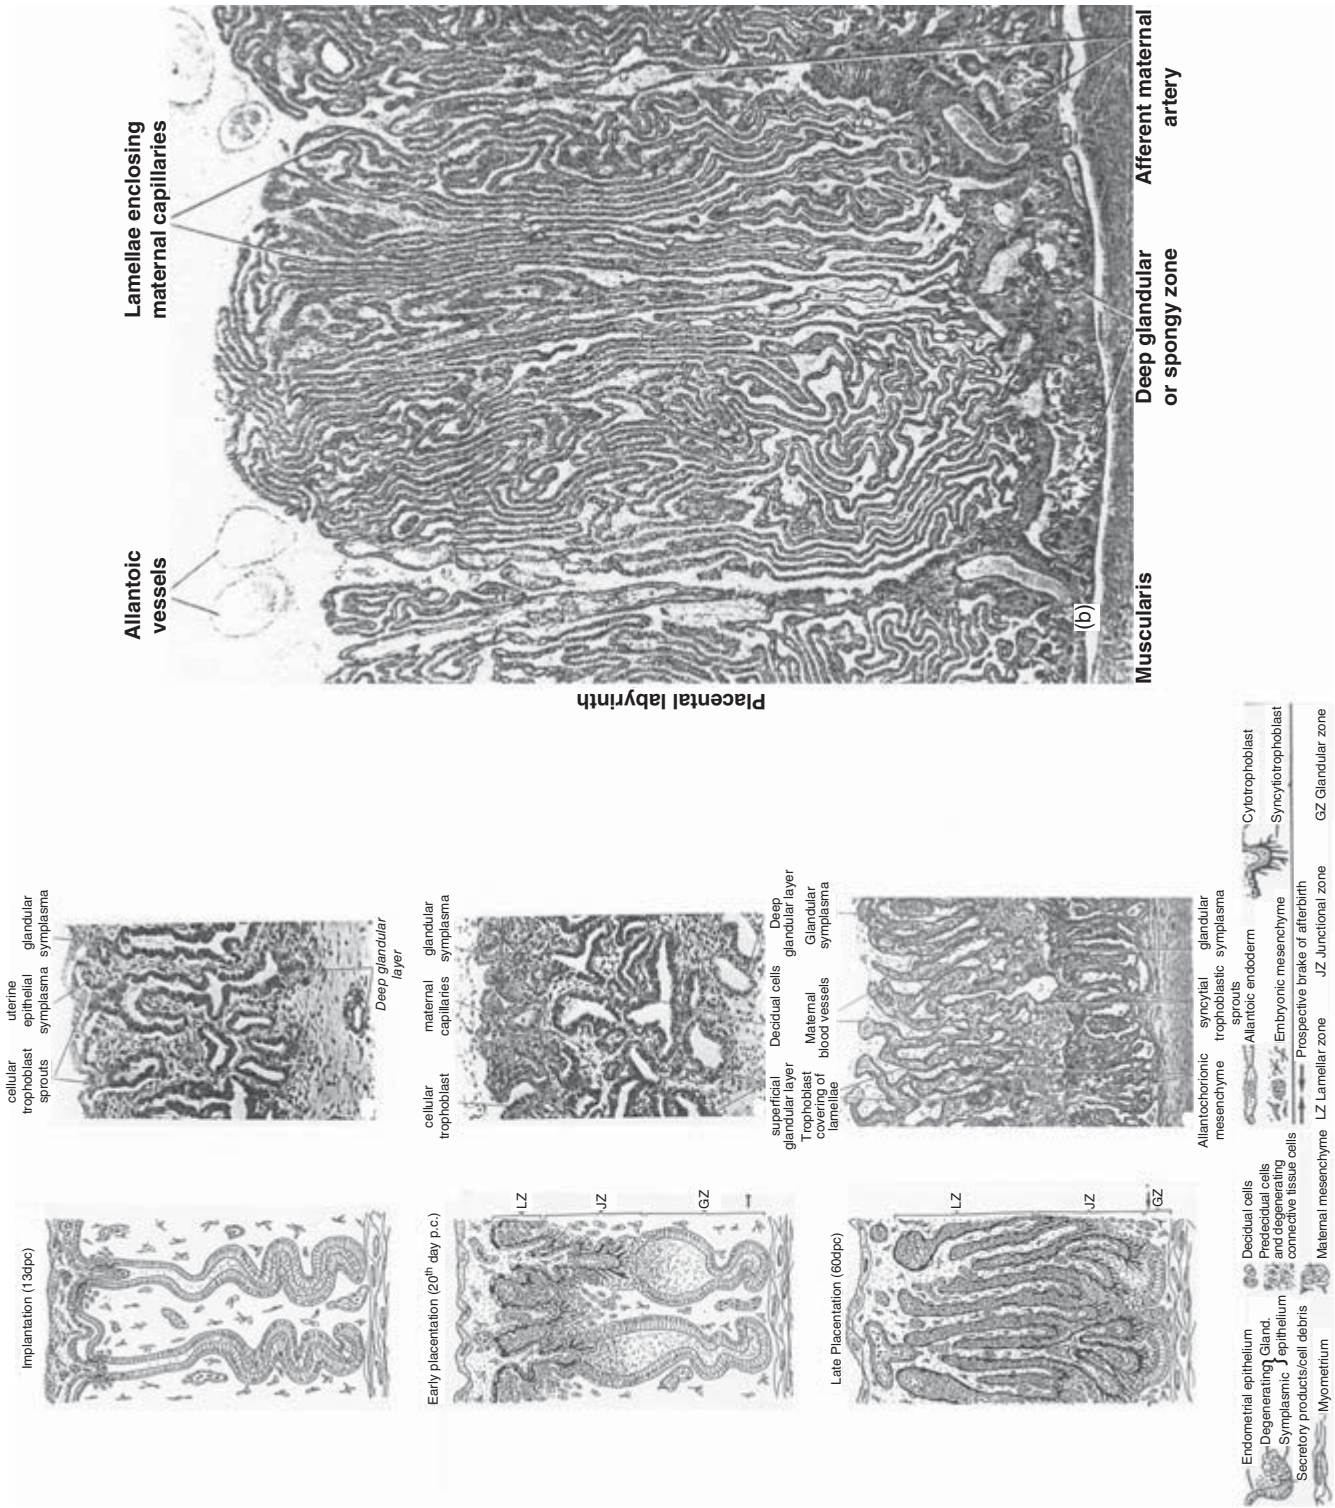 Implantation (13dpc)
cellular
trophoblast
sprouts
uterine
epithelial
symplasma
glandular
symplasma
Deep glandular
layer
Early placentation (20th day p.c.)
LZ
JZ
GZ
cellular
trophoblast
maternal
capillaries
glandular
symplasma
superficial
glandular layer
Decidual cells
Deep
glandular layer
Late Placentation (60dpc)
LZ
JZ
GZ
Trophoblast
covering of
lamellae
Maternal
blood vessels
Glandular
symplasma
Allantochorionic
mesenchyme
syncytial
trophoblastic
sprouts
glandular
symplasma
Endometrial epithelium
Degenerating} Gland.
Symplasmic } epithelium
Secretory products/cell debris
Myometrium
Decidual cells
Predecidual cells
and degenerating
connective tissue cells
Maternal mesenchyme
Allantoic endoderm
Embryonic mesenchyme
Prospective brake of afterbirth
Cytotrophoblast
Syncytiotrophoblast
LZ Lamellar zone
JZ Junctional zone
GZ Glandular zone
Allantoic
vessels
Lamellae enclosing
maternal capillaries
Placental labyrinth
(b)
Muscularis
Deep glandular
or spongy zone
Afferent maternal
artery